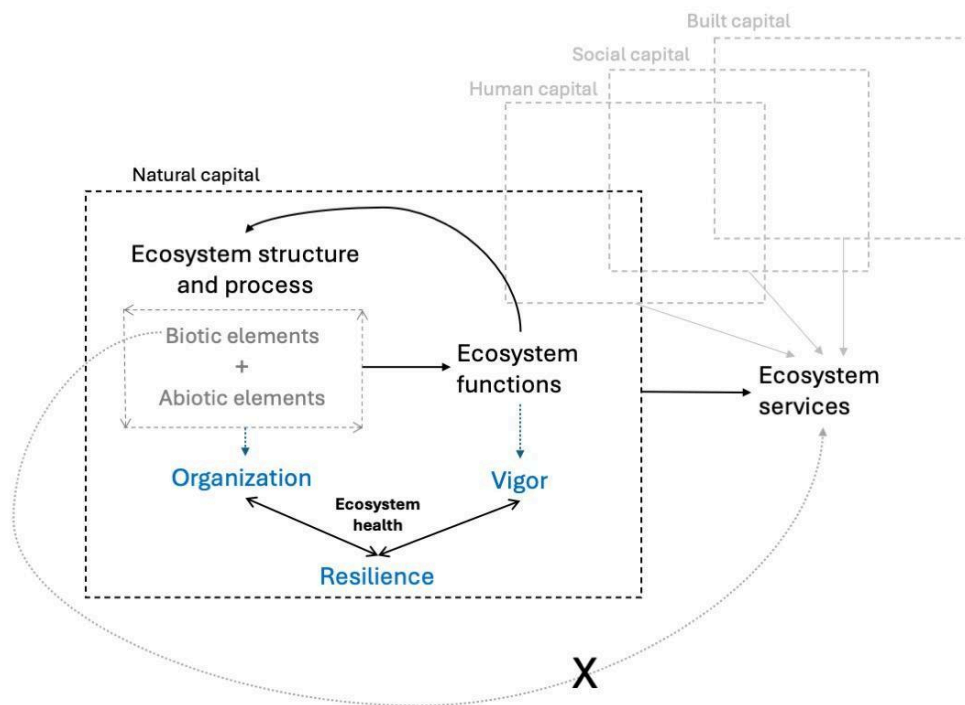 Built capital
Social capital
Human capital
Natural capital
Ecosystem structure
and process
Biotic elements
+
Abiotic elements
Ecosystem
functions
Ecosystem
services
Organization
Vigor
Ecosystem
health
Resilience
X